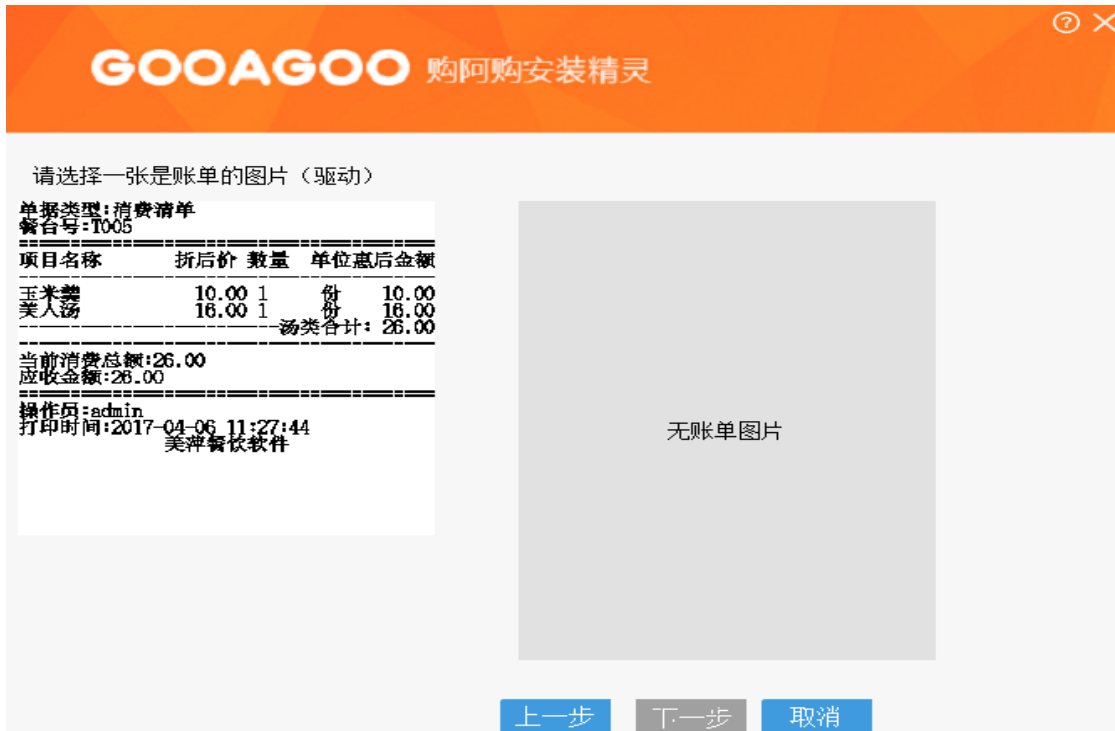 GOOAGOO 购阿购安装精灵
请选择一张是账单的图片（驱动）
单据类型:消费清单
餐台号:T005
项目名称 折后价 数量 单位 惠后金额
玉米羹 10.00 1 份 10.00
美人汤 16.00 1 份 16.00
汤类合计: 26.00
当前消费总额:26.00
应收金额:26.00
操作员:admin
打印时间:2017-04-06 11:27:44
美萍餐饮软件
无账单图片
上一步 下一步 取消